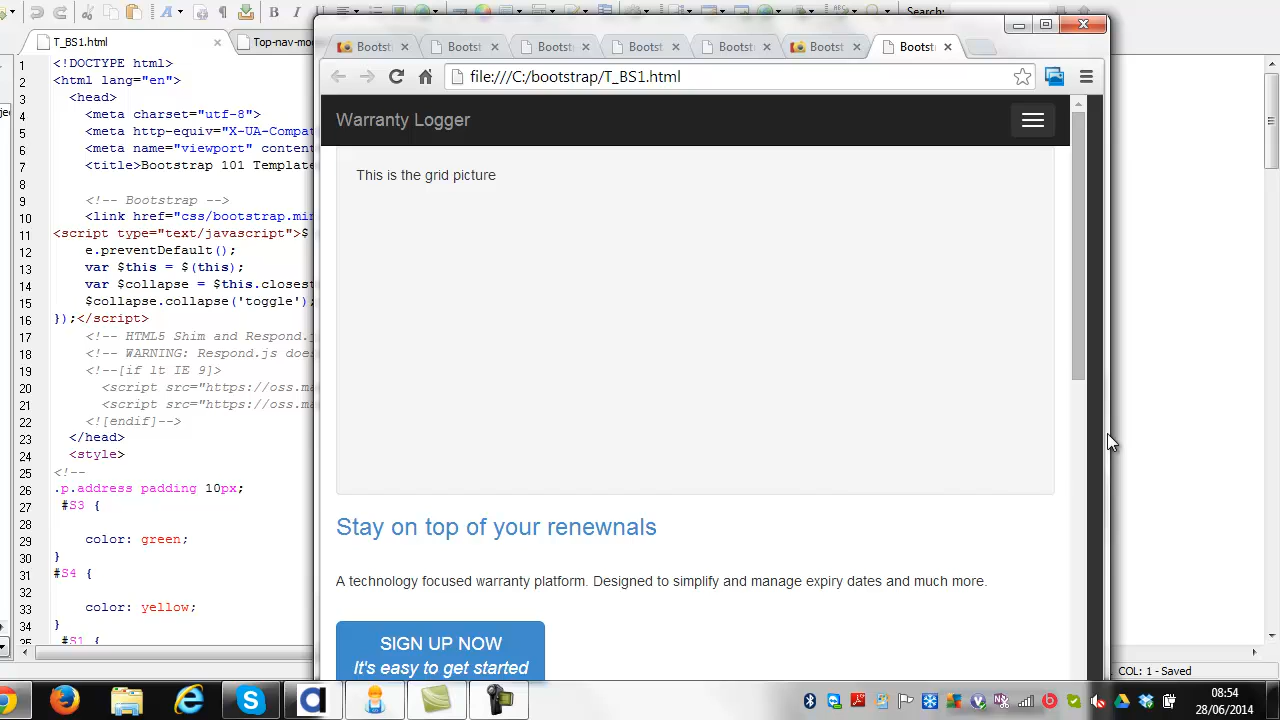 Search:
T_BS1.html
Top-nav-mo
1 <!DOCTYPE html>
2 <html lang="en">
3 <head>
4 <meta charset="utf-8">
5 <meta http-equiv="X-UA-Compat
6 <meta name="viewport" content
7 <title>Bootstrap 101 Template
8
9 <!-- Bootstrap -->
10 <link href="css/bootstrap.min
11 <script type="text/javascript">$
12 e.preventDefault();
13 var $this = $(this);
14 var $collapse = $this.closest
15 $collapse.collapse('toggle');
16 });</script>
17 <!-- HTML5 Shim and Respond.j
18 <!-- WARNING: Respond.js does
19 <!--[if lt IE 9]>
20 <script src="https://oss.ma
21 <script src="https://oss.ma
22 <![endif]-->
23 </head>
24 <style>
25 <!--
26 .p.address padding 10px;
27 #S3 {
28
29 color: green;
30 }
31 #S4 {
32
33 color: yellow;
34 }
#S1 {
Bootst
Bootst
Bootst
Bootst
Bootst
Bootst
Bootst
file:///C:/bootstrap/T_BS1.html
Warranty Logger
This is the grid picture
Stay on top of your renewnals
A technology focused warranty platform. Designed to simplify and manage expiry dates and much more.
SIGN UP NOW
It's easy to get started
COL: 1 - Saved
08:54
28/06/2014